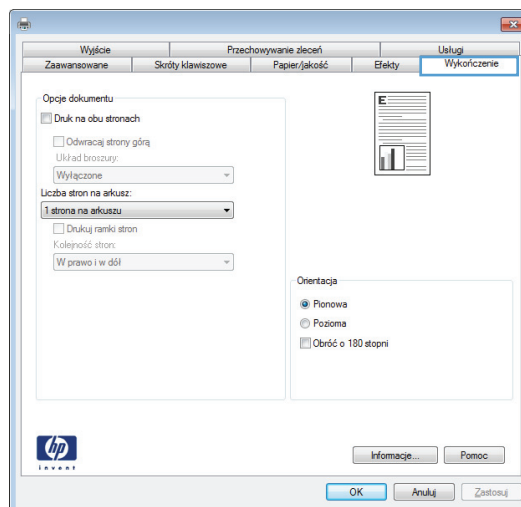 Wyjście
Przechowywanie zleceń
Usługi
Zaawansowane
Skróty klawiszowe
Papier/jakość
Efekty
Wykończenie
Opcje dokumentu
Druk na obu stronach
Odwracaj strony górą
Układ broszury:
Wyłączone
Liczba stron na arkusz:
1 strona na arkuszu
Drukuj ramki stron
Kolejność stron:
W prawo i w dół
E
Orientacja
Pionowa
Pozioma
Obróć o 180 stopni
hp
invent
Informacje...
Pomoc
OK
Anuluj
Zastosuj